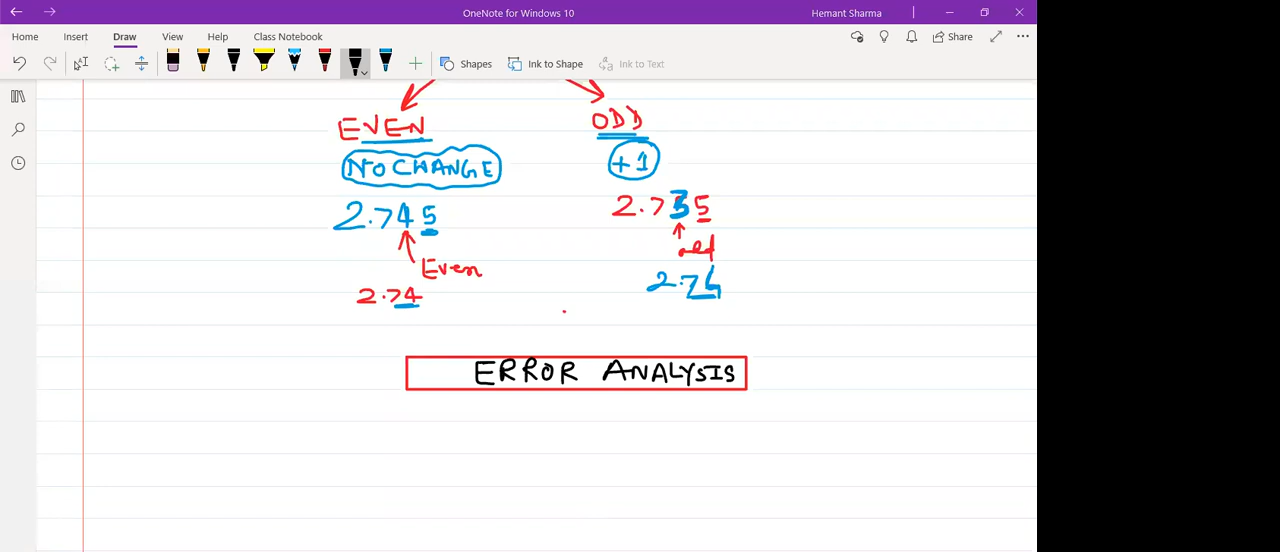 OneNote for Windows 10
Hemant Sharma
Home Insert Draw View Help Class Notebook
Share
Shapes Ink to Shape Ink to Text
EVEN ODD
NO CHANGE +1
2.745 2.735
odd
Even
2.74
2.74
ERROR ANALYSIS